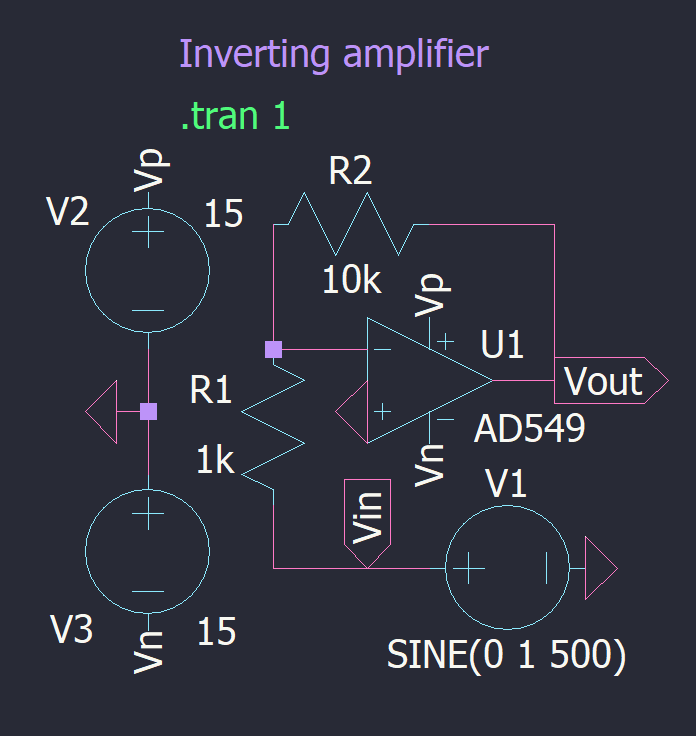 Inverting amplifier
.tran 1
Vp
V2
15
R2
10k
Vp
+
U1
R1
1k
Vout
AD549
Vn
Vin
V1
V3
15
Vn
SINE(0 1 500)